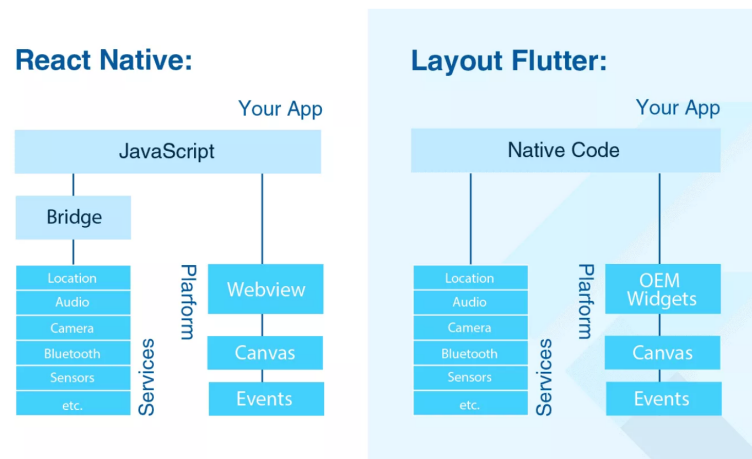 React Native:
Your App
JavaScript
Bridge
Location
Audio
Camera
Bluetooth
Sensors
etc.
Services
Plarform
Webview
Canvas
Events
Layout Flutter:
Your App
Native Code
Location
Audio
Camera
Bluetooth
Sensors
etc.
Services
Plarform
OEM
Widgets
Canvas
Events